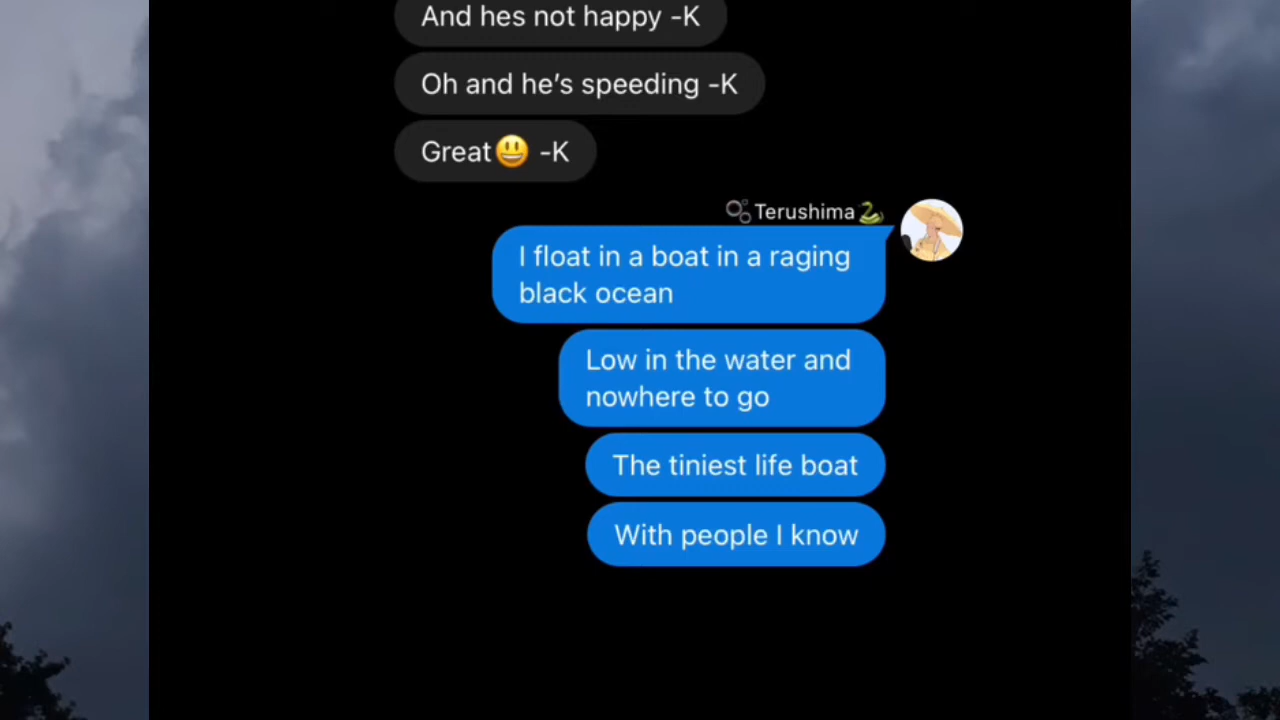 And hes not happy -K
Oh and he's speeding -K
Great😃 -K
Terushima🐍
I float in a boat in a raging
black ocean
Low in the water and
nowhere to go
The tiniest life boat
With people I know